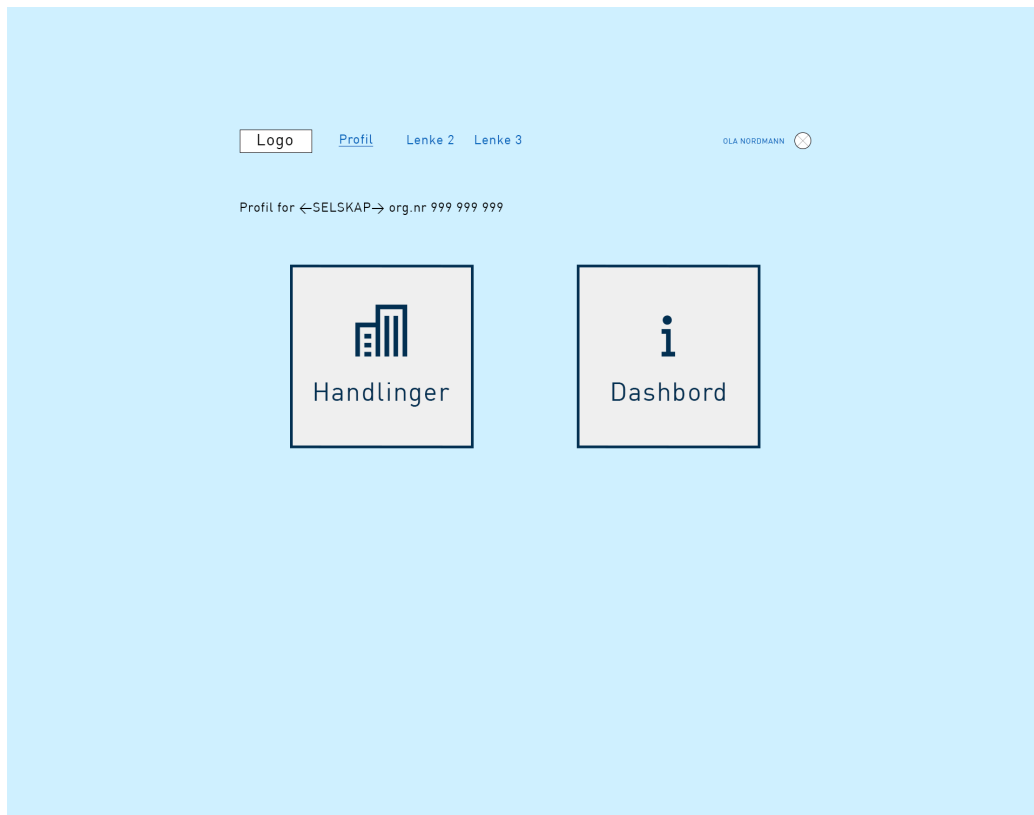 Logo Profil Lenke 2 Lenke 3 OLA NORDMANN
Profil for ←SELSKAP→ org.nr 999 999 999
Handlinger
Dashbord